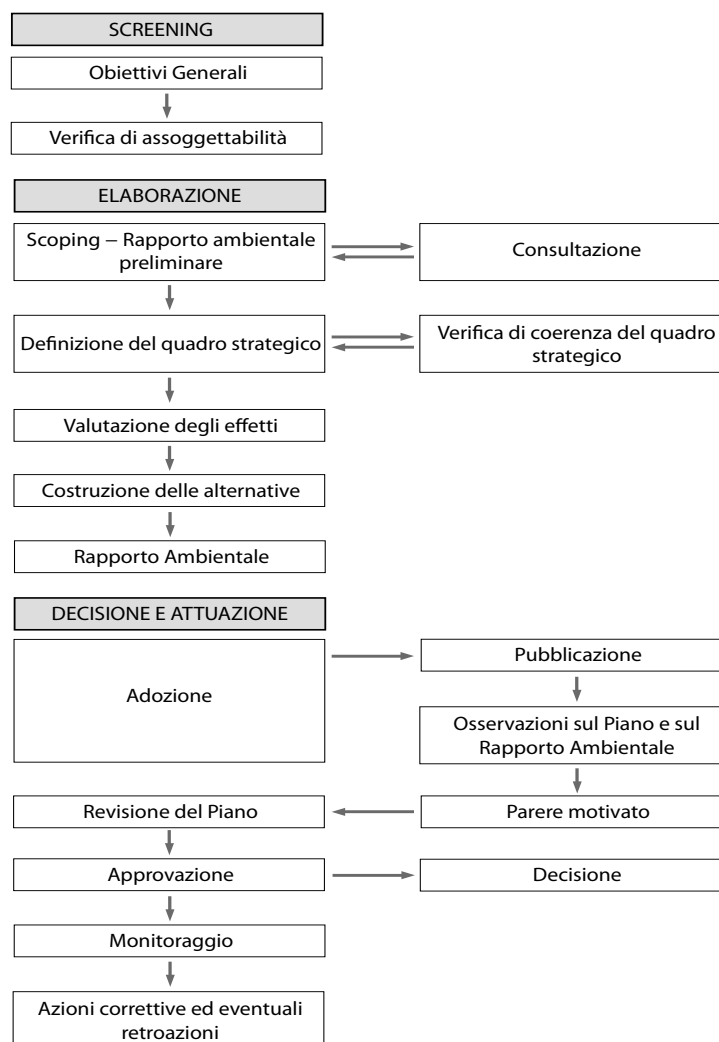 SCREENING
Obiettivi Generali
Verifica di assoggettabilità
ELABORAZIONE
Scoping – Rapporto ambientale
preliminare
Consultazione
Definizione del quadro strategico
Verifica di coerenza del quadro
strategico
Valutazione degli effetti
Costruzione delle alternative
Rapporto Ambientale
DECISIONE E ATTUAZIONE
Adozione
Pubblicazione
Osservazioni sul Piano e sul
Rapporto Ambientale
Revisione del Piano
Parere motivato
Approvazione
Decisione
Monitoraggio
Azioni correttive ed eventuali
retroazioni